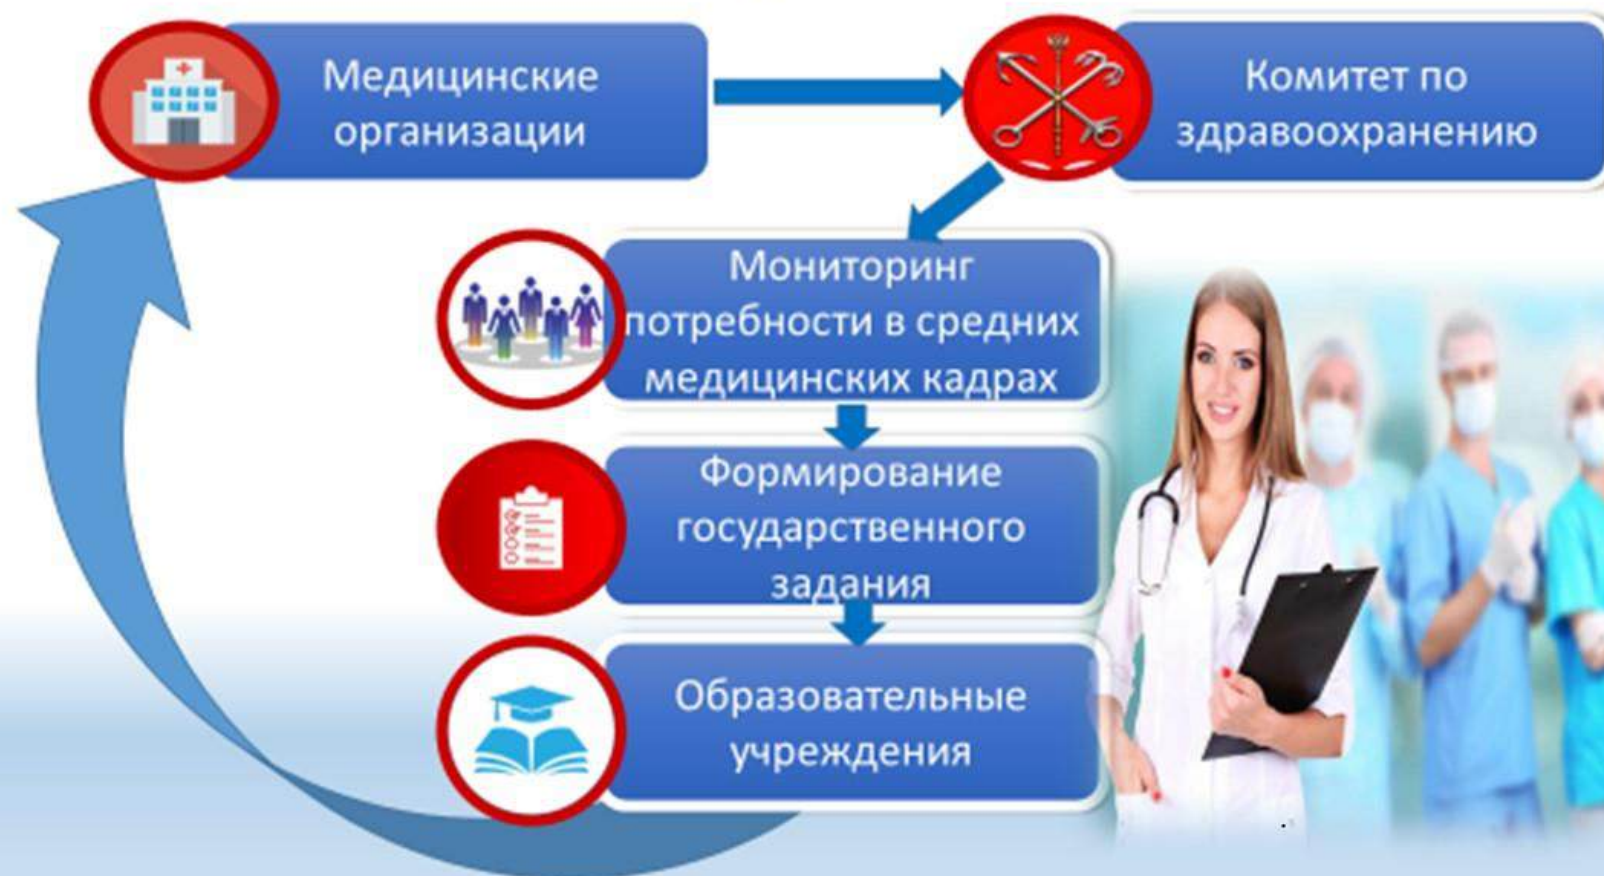 Медицинские
организации
Комитет по
здравоохранению
Мониторинг
потребности в средних
медицинских кадрах
Формирование
государственного
задания
Образовательные
учреждения